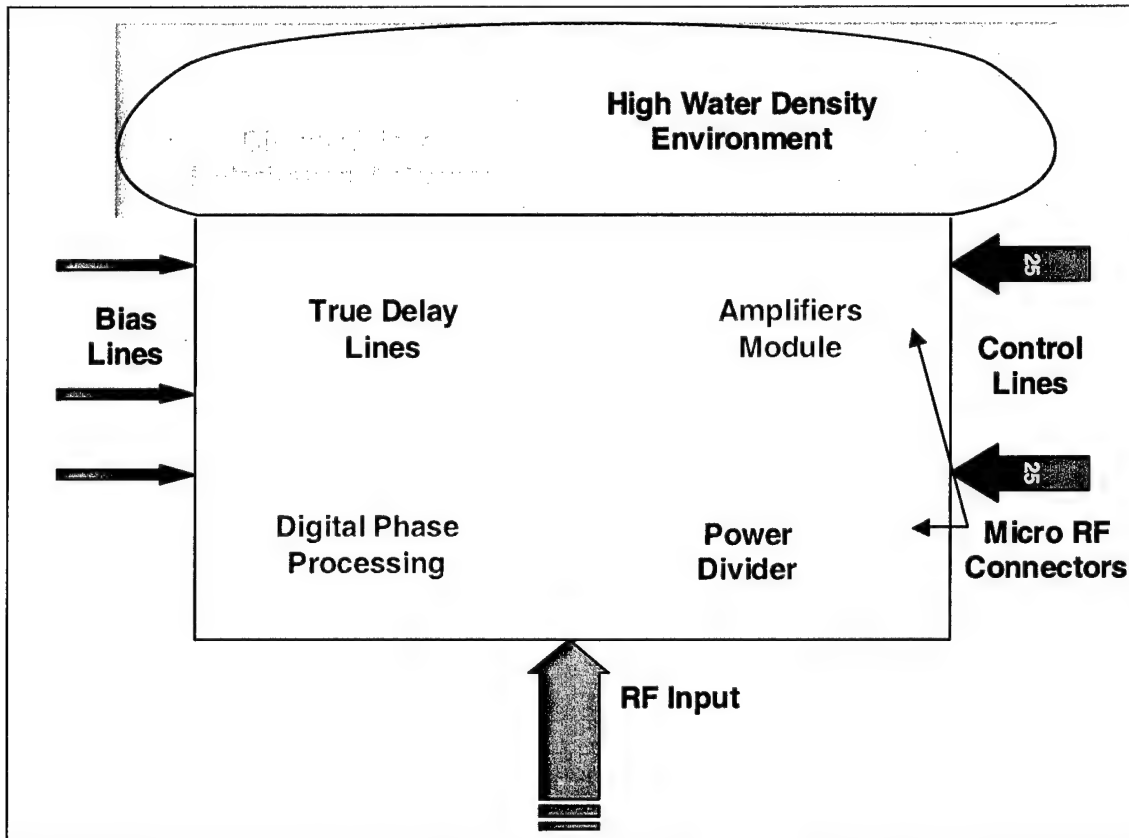 High Water Density
Environment
True Delay
Lines
Amplifiers
Module
Bias
Lines
Control
Lines
25
25
Digital Phase
Processing
Power
Divider
Micro RF
Connectors
RF Input